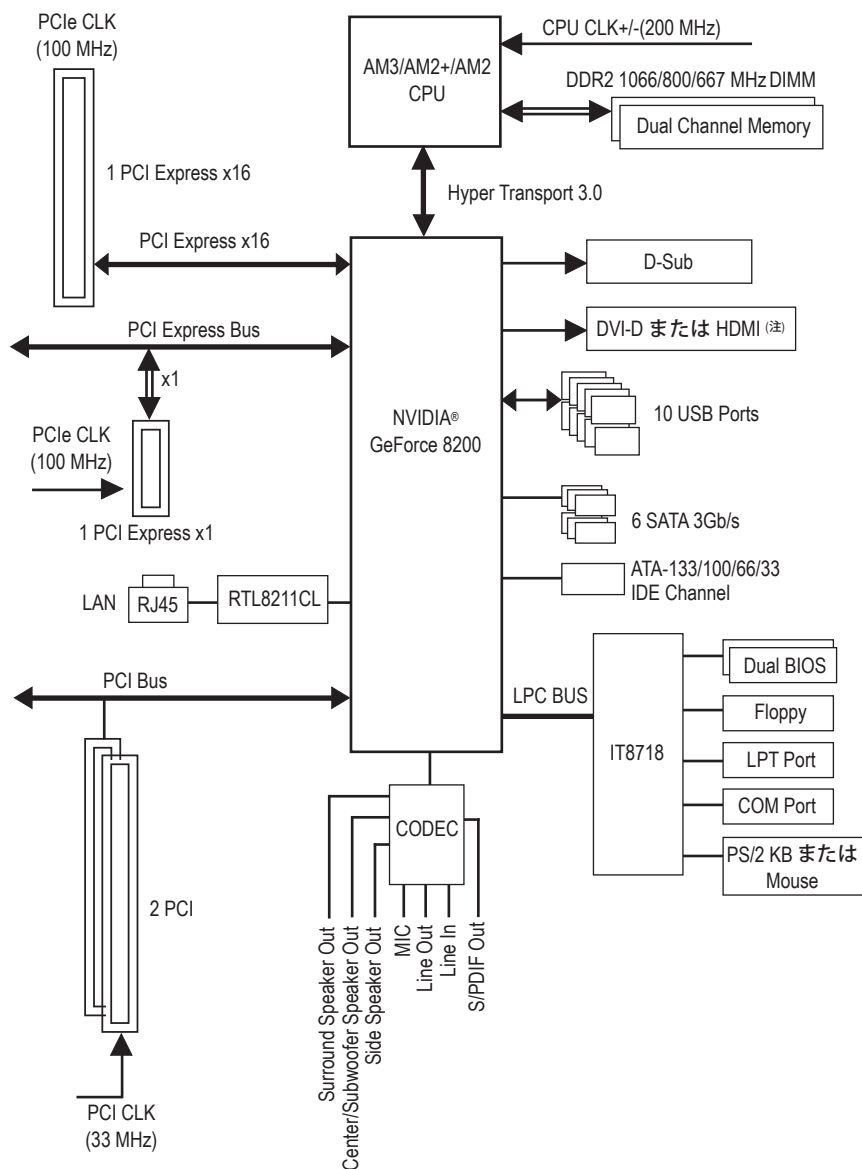 PCIe CLK
(100 MHz)
AM3/AM2+/AM2
CPU
CPU CLK+/-(200 MHz)
DDR2 1066/800/667 MHz DIMM
Dual Channel Memory
1 PCI Express x16
Hyper Transport 3.0
PCI Express x16
D-Sub
PCI Express Bus
DVI-D または HDMI (注)
x1
10 USB Ports
NVIDIA®
GeForce 8200
PCIe CLK
(100 MHz)
1 PCI Express x1
6 SATA 3Gb/s
ATA-133/100/66/33
IDE Channel
LAN
RJ45
RTL8211CL
PCI Bus
LPC BUS
IT8718
Dual BIOS
Floppy
LPT Port
COM Port
PS/2 KB または
Mouse
CODEC
2 PCI
Surround Speaker Out
Center/Subwoofer Speaker Out
Side Speaker Out
MIC
Line Out
Line In
S/PDIF Out
PCI CLK
(33 MHz)